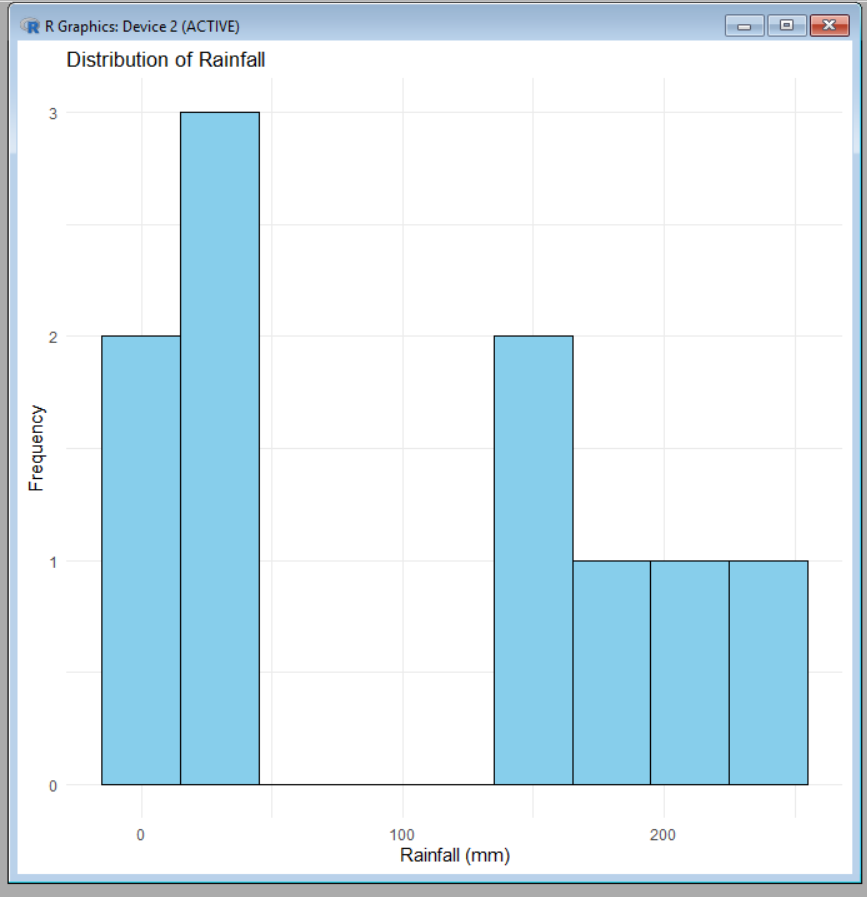 R Graphics: Device 2 (ACTIVE)
Distribution of Rainfall
3
2
1
0
Frequency
0 100 200
Rainfall (mm)